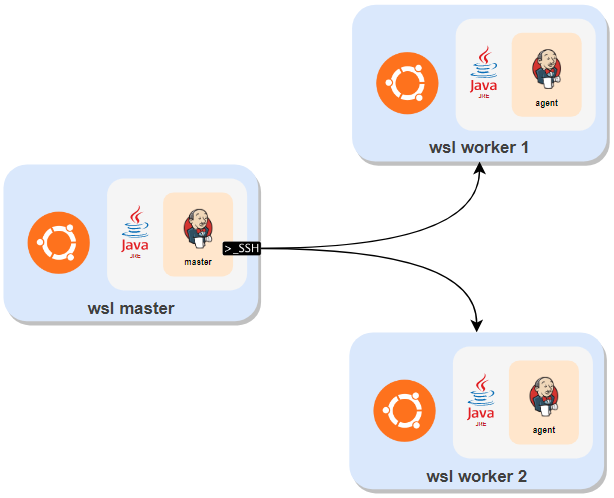 Java
JRE
agent
wsl worker 1
Java
JRE
master
>_SSH
wsl master
Java
JRE
agent
wsl worker 2